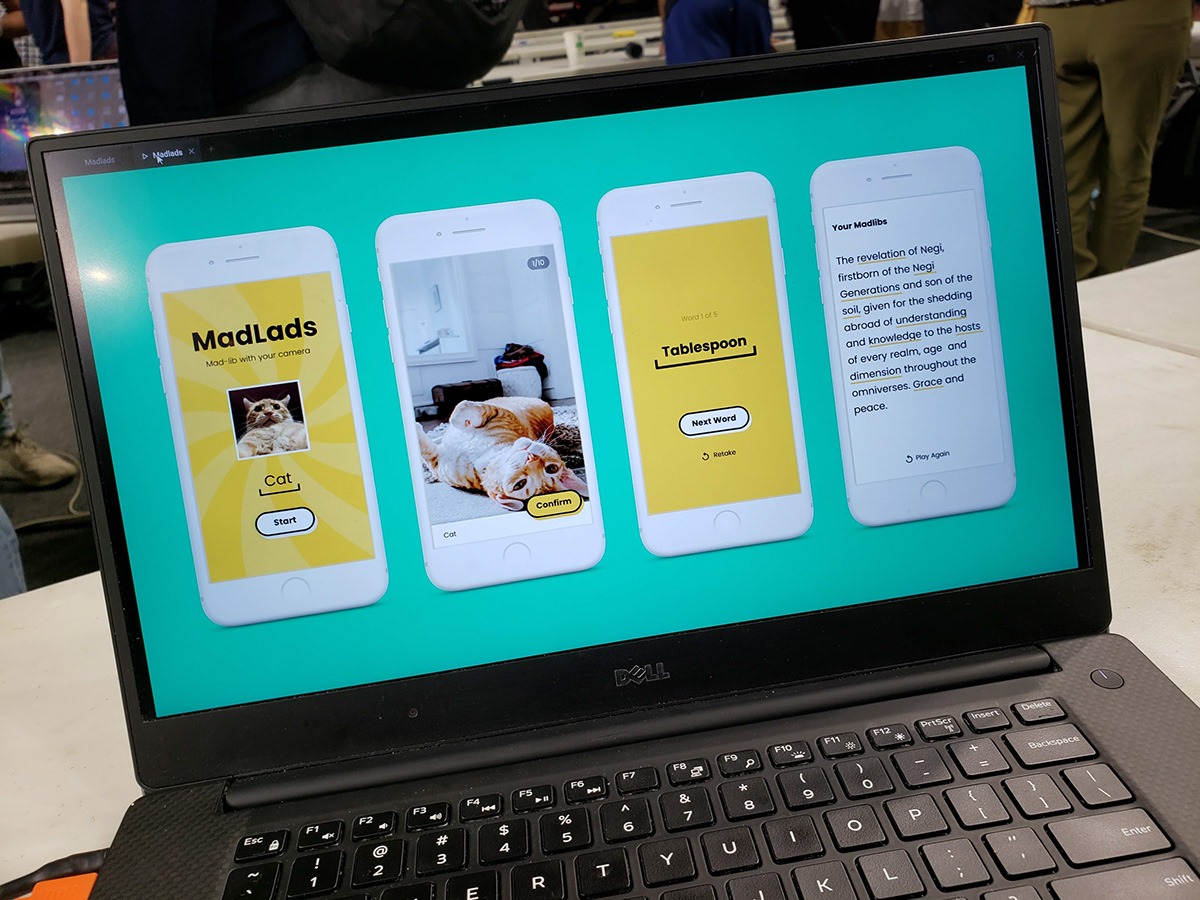 Madlads
Madlads
MadLads
Mad-lib with your camera
Cat
Start
1/10
Confirm
Cat
Word 1 of 5
Tablespoon
Next Word
Retake
Your Madlibs
The revelation of Negi,
firstborn of the Negi
Generations and son of the
soil, given for the shedding
abroad of understanding
and knowledge to the hosts
of every realm, age and
dimension throughout the
omniverses. Grace and
peace.
Play Again
DELL
Esc F1 F2 F3 F4 F5 F6 F7 F8 F9 F10 F11 F12 PrtScr Insert Delete
~ ! 1 @ 2 # 3 $ 4 % 5 ^ 6 & 7 * 8 ( 9 ) 0 _ - + = Backspace
E R T Y U I O P { [ } ] | \
K L : ; " ' Enter
Shift